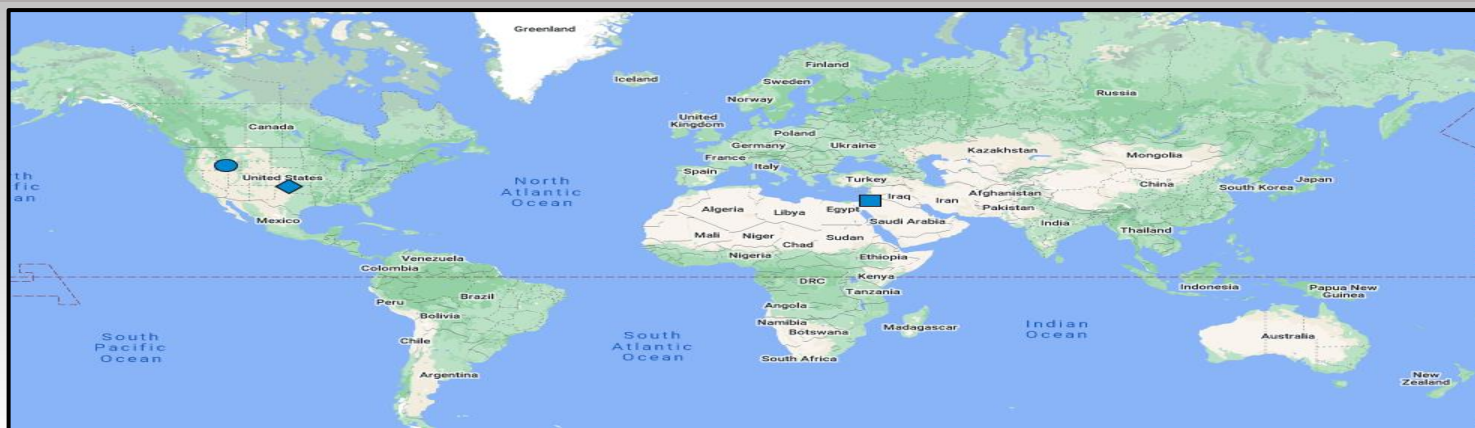 Greenland
Iceland
Finland
Sweden
Norway
Russia
Canada
United
Kingdom
Poland
Germany
Ukraine
France
Italy
Spain
Kazakhstan
Mongolia
th
fic
an
United States
North
Atlantic
Ocean
Turkey
Iraq
Iran
Afghanistan
Pakistan
China
South Korea
Japan
Mexico
Algeria
Libya
Egypt
Saudi Arabia
India
Thailand
Mali
Niger
Chad
Sudan
Nigeria
Ethiopia
Venezuela
Colombia
DRC
Kenya
Tanzania
Indonesia
Papua New
Guinea
Peru
Brazil
Bolivia
Angola
Namibia
Botswana
Madagascar
South
Pacific
Ocean
Chile
South
Atlantic
Ocean
Indian
Ocean
Australia
South Africa
Argentina
New
Zealand